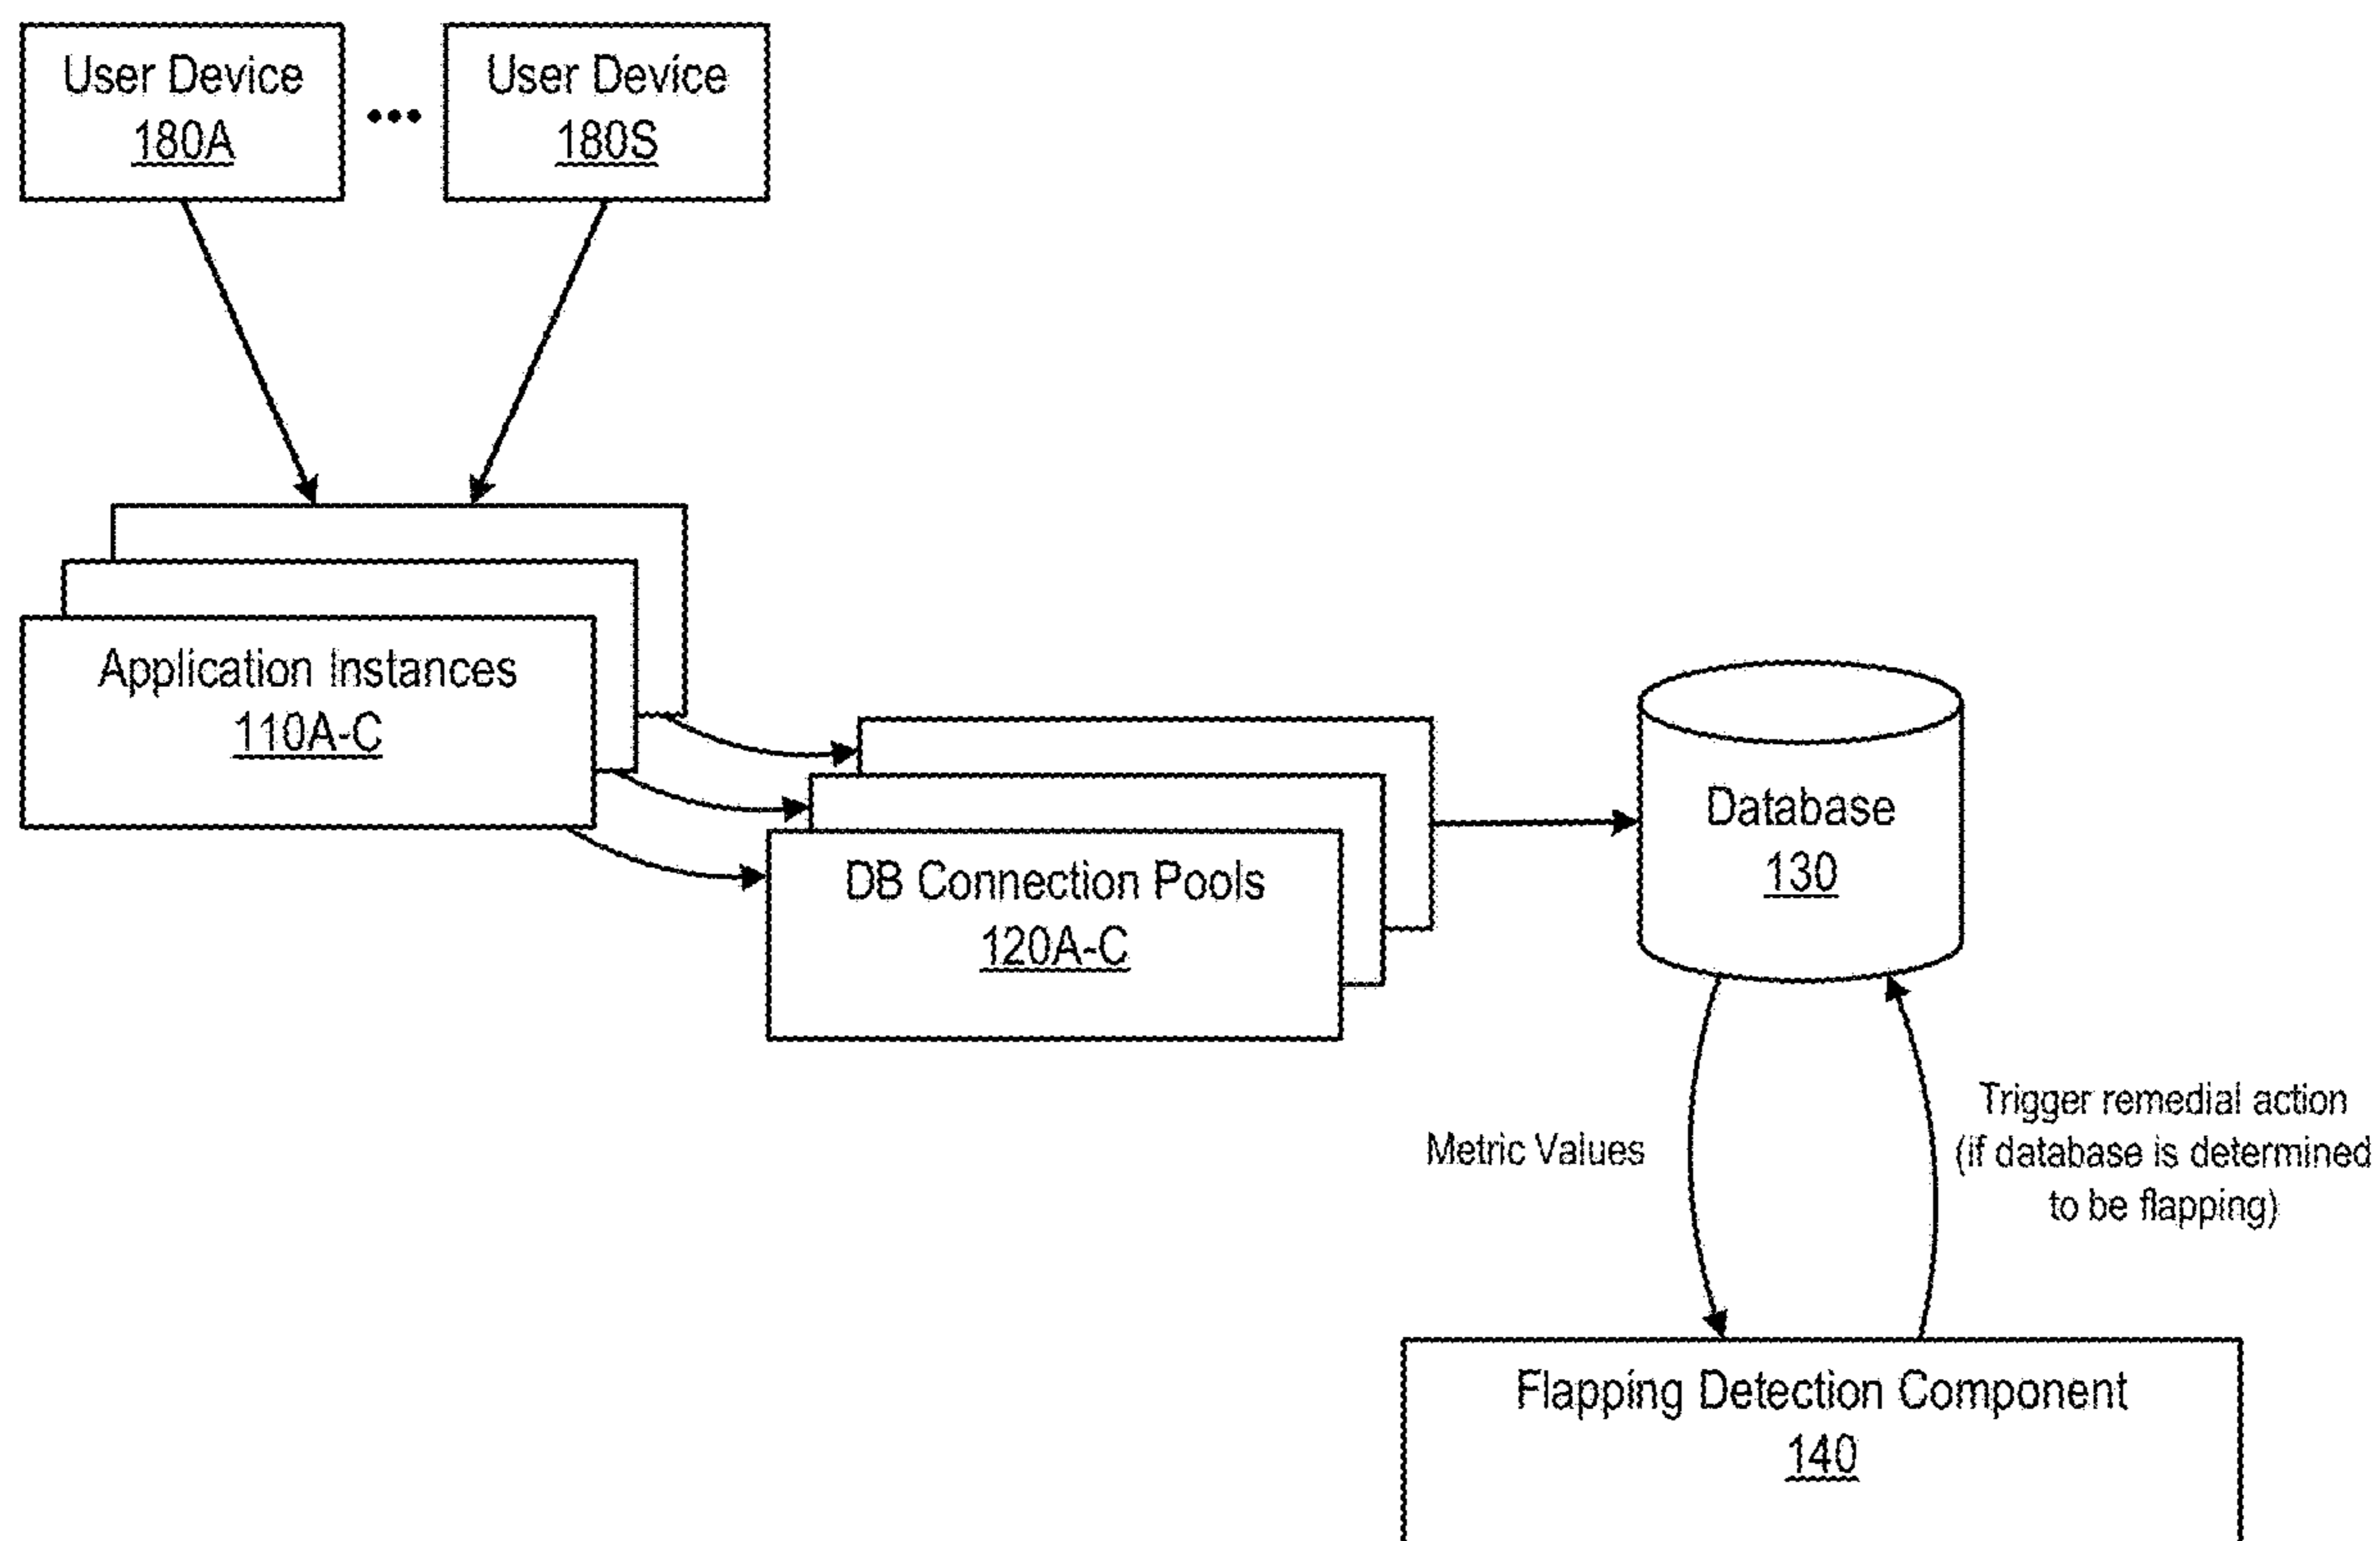 User Device
180A
•••
User Device
180S
Application Instances
110A-C
DB Connection Pools
120A-C
Database
130
Metric Values
Trigger remedial action
(if database is determined
to be flapping)
Flapping Detection Component
140